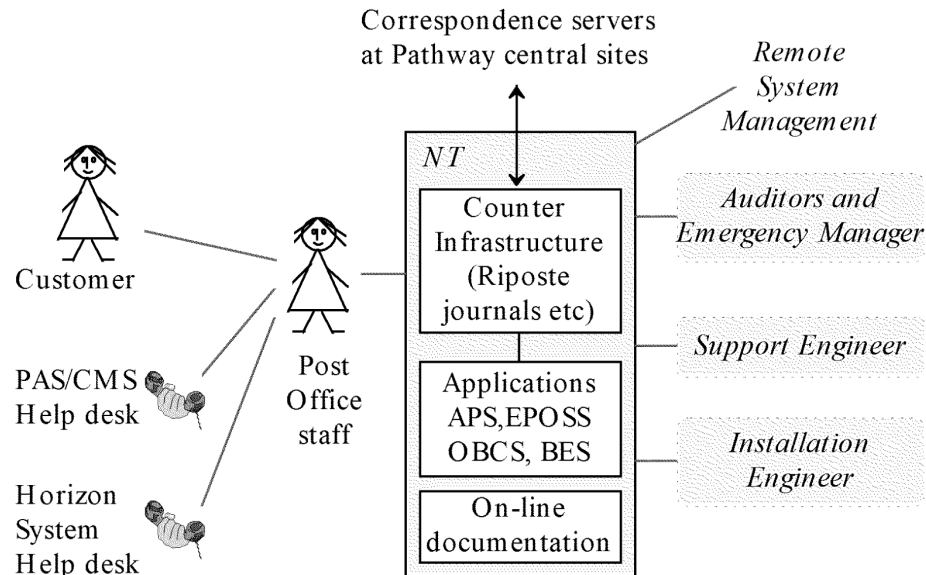 Correspondence servers
at Pathway central sites
Remote
System
Management
NT
Counter
Infrastructure
(Riposte
journals etc)
Auditors and
Emergency Manager
Customer
Post
Office
staff
Support Engineer
PAS/CMS
Help desk
Applications
APS,EPOSS
OBCS, BES
Installation
Engineer
Horizon
System
Help desk
On-line
documentation